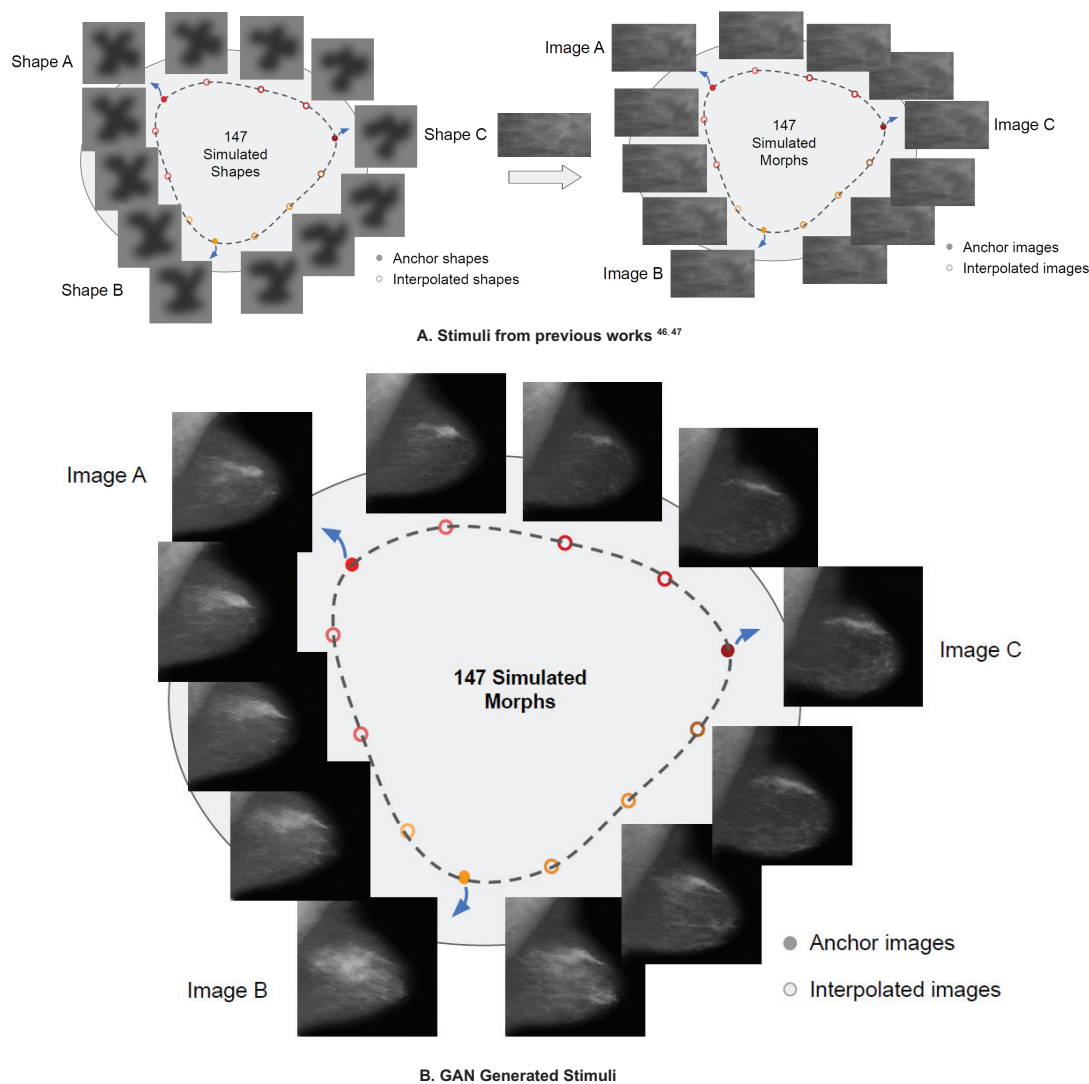 Shape A
147
Simulated
Shapes
Shape C
Shape B
Anchor shapes
Interpolated shapes
Image A
147
Simulated
Morphs
Image C
Image B
Anchor images
Interpolated images
A. Stimuli from previous works 46, 47
Image A
147 Simulated
Morphs
Image C
Image B
Anchor images
Interpolated images
B. GAN Generated Stimuli